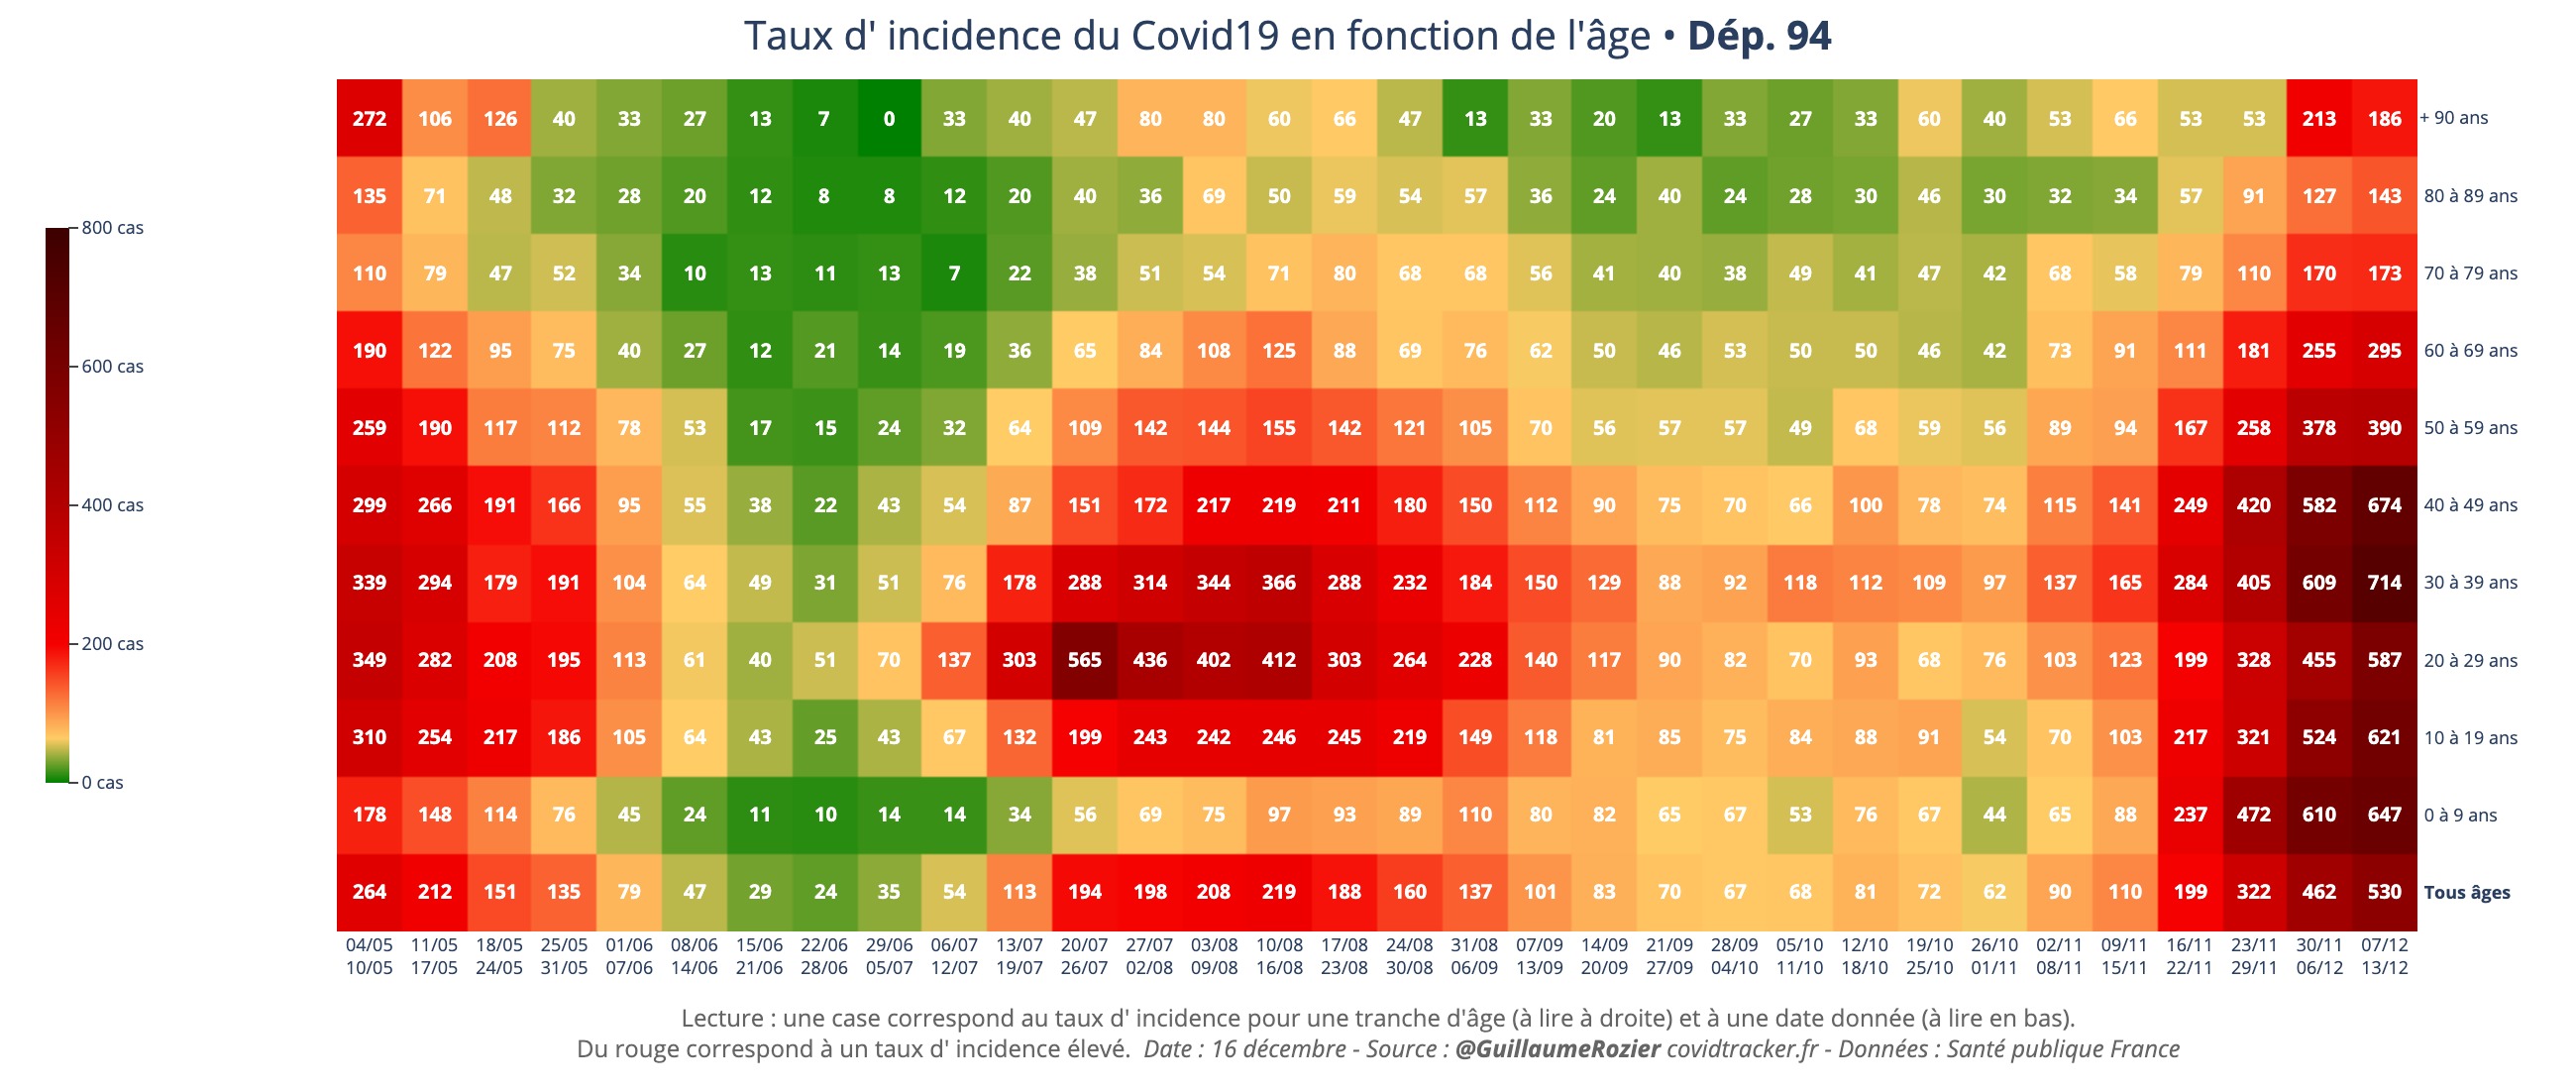 Taux d' incidence du Covid19 en fonction de l'âge • Dép. 94
272 106 126 40 33 27 13 7 0 33 40 47 80 80 60 66 47 13 33 20 13 33 27 33 60 40 53 66 53 53 213 186 + 90 ans
135 71 48 32 28 20 12 8 8 12 20 40 36 69 50 59 54 57 36 24 40 24 28 30 46 30 32 34 57 91 127 143 80 à 89 ans
800 cas
110 79 47 52 34 10 13 11 13 7 22 38 51 54 71 80 68 68 56 41 40 38 49 41 47 42 68 58 79 110 170 173 70 à 79 ans
190 122 95 75 40 27 12 21 14 19 36 65 84 108 125 88 69 76 62 50 46 53 50 50 46 42 73 91 111 181 255 295 60 à 69 ans
600 cas
259 190 117 112 78 53 17 15 24 32 64 109 142 144 155 142 121 105 70 56 57 57 49 68 59 56 89 94 167 258 378 390 50 à 59 ans
400 cas
299 266 191 166 95 55 38 22 43 54 87 151 172 217 219 211 180 150 112 90 75 70 66 100 78 74 115 141 249 420 582 674 40 à 49 ans
339 294 179 191 104 64 49 31 51 76 178 288 314 344 366 288 232 184 150 129 88 92 118 112 109 97 137 165 284 405 609 714 30 à 39 ans
200 cas
349 282 208 195 113 61 40 51 70 137 303 565 436 402 412 303 264 228 140 117 90 82 70 93 68 76 103 123 199 328 455 587 20 à 29 ans
310 254 217 186 105 64 43 25 43 67 132 199 243 242 246 245 219 149 118 81 85 75 84 88 91 54 70 103 217 321 524 621 10 à 19 ans
0 cas
178 148 114 76 45 24 11 10 14 14 34 56 69 75 97 93 89 110 80 82 65 67 53 76 67 44 65 88 237 472 610 647 0 à 9 ans
264 212 151 135 79 47 29 24 35 54 113 194 198 208 219 188 160 137 101 83 70 67 68 81 72 62 90 110 199 322 462 530 Tous âges
04/05 11/05 18/05 25/05 01/06 08/06 15/06 22/06 29/06 06/07 13/07 20/07 27/07 03/08 10/08 17/08 24/08 31/08 07/09 14/09 21/09 28/09 05/10 12/10 19/10 26/10 02/11 09/11 16/11 23/11 30/11 07/12
10/05 17/05 24/05 31/05 07/06 14/06 21/06 28/06 05/07 12/07 19/07 26/07 02/08 09/08 16/08 23/08 30/08 06/09 13/09 20/09 27/09 04/10 11/10 18/10 25/10 01/11 08/11 15/11 22/11 29/11 06/12 13/12
Lecture : une case correspond au taux d' incidence pour une tranche d'âge (à lire à droite) et à une date donnée (à lire en bas).
Du rouge correspond à un taux d' incidence élevé. Date : 16 décembre - Source : @GuillaumeRozier covidtracker.fr - Données : Santé publique France